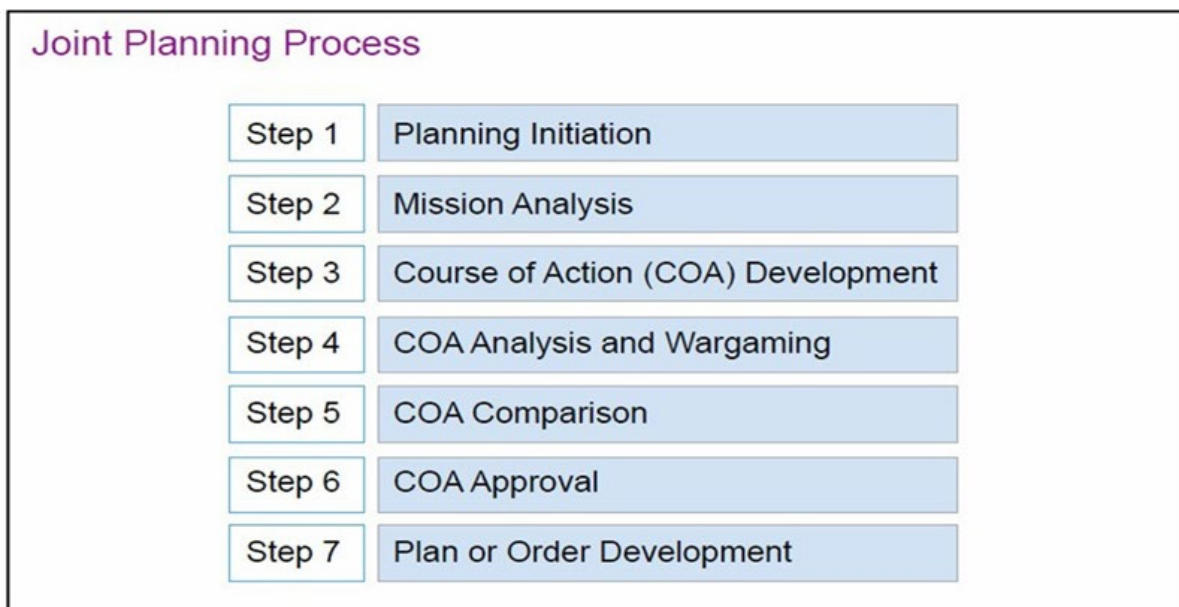 Joint Planning Process
Step 1 Planning Initiation
Step 2 Mission Analysis
Step 3 Course of Action (COA) Development
Step 4 COA Analysis and Wargaming
Step 5 COA Comparison
Step 6 COA Approval
Step 7 Plan or Order Development